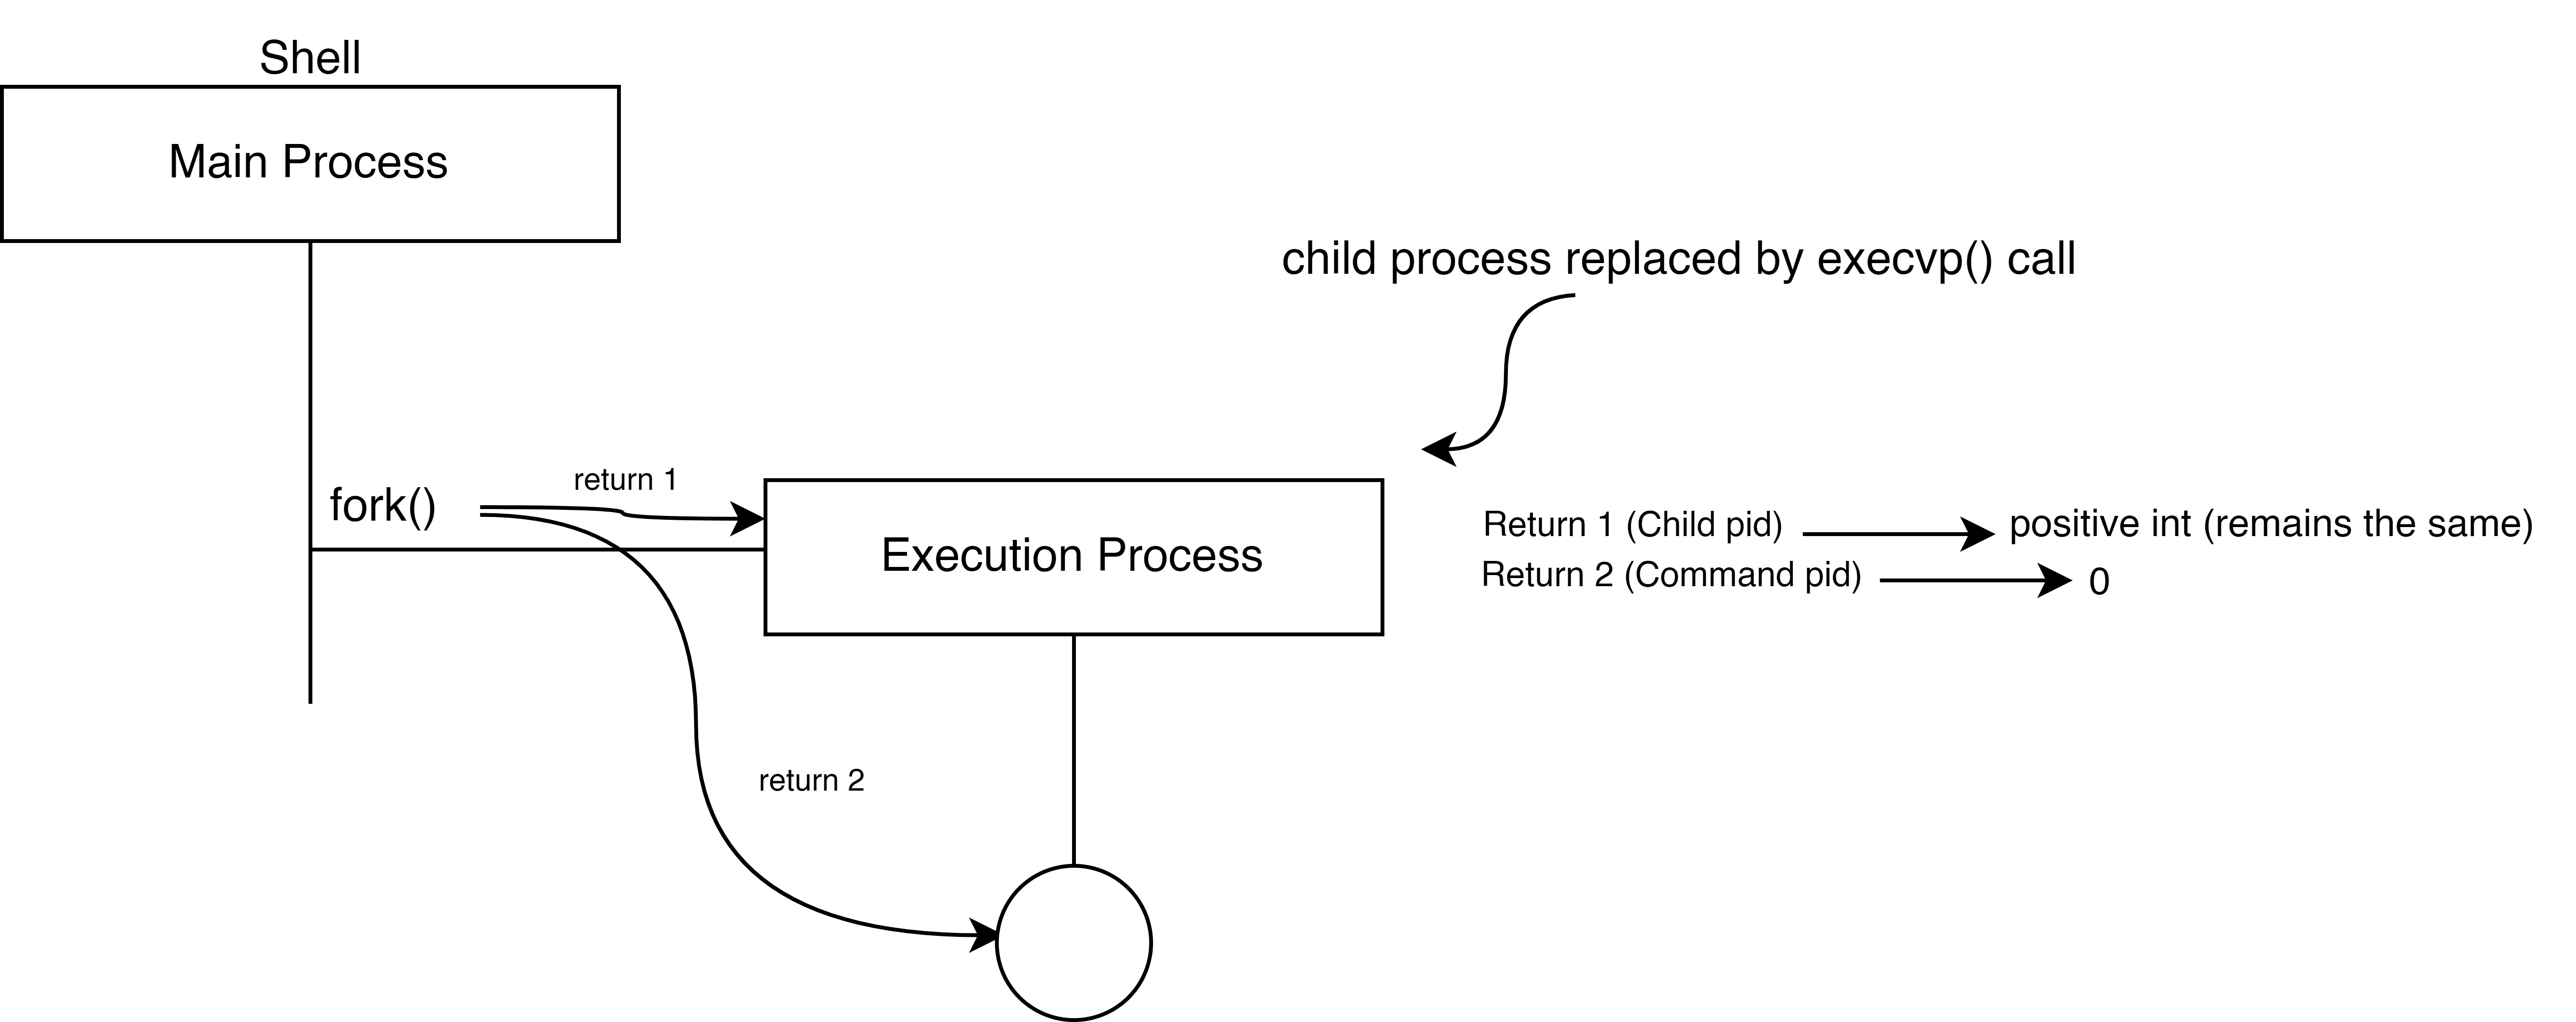 Shell
Main Process
child process replaced by execvp() call
return 1
fork()
Execution Process
Return 1 (Child pid) positive int (remains the same)
Return 2 (Command pid) 0
return 2